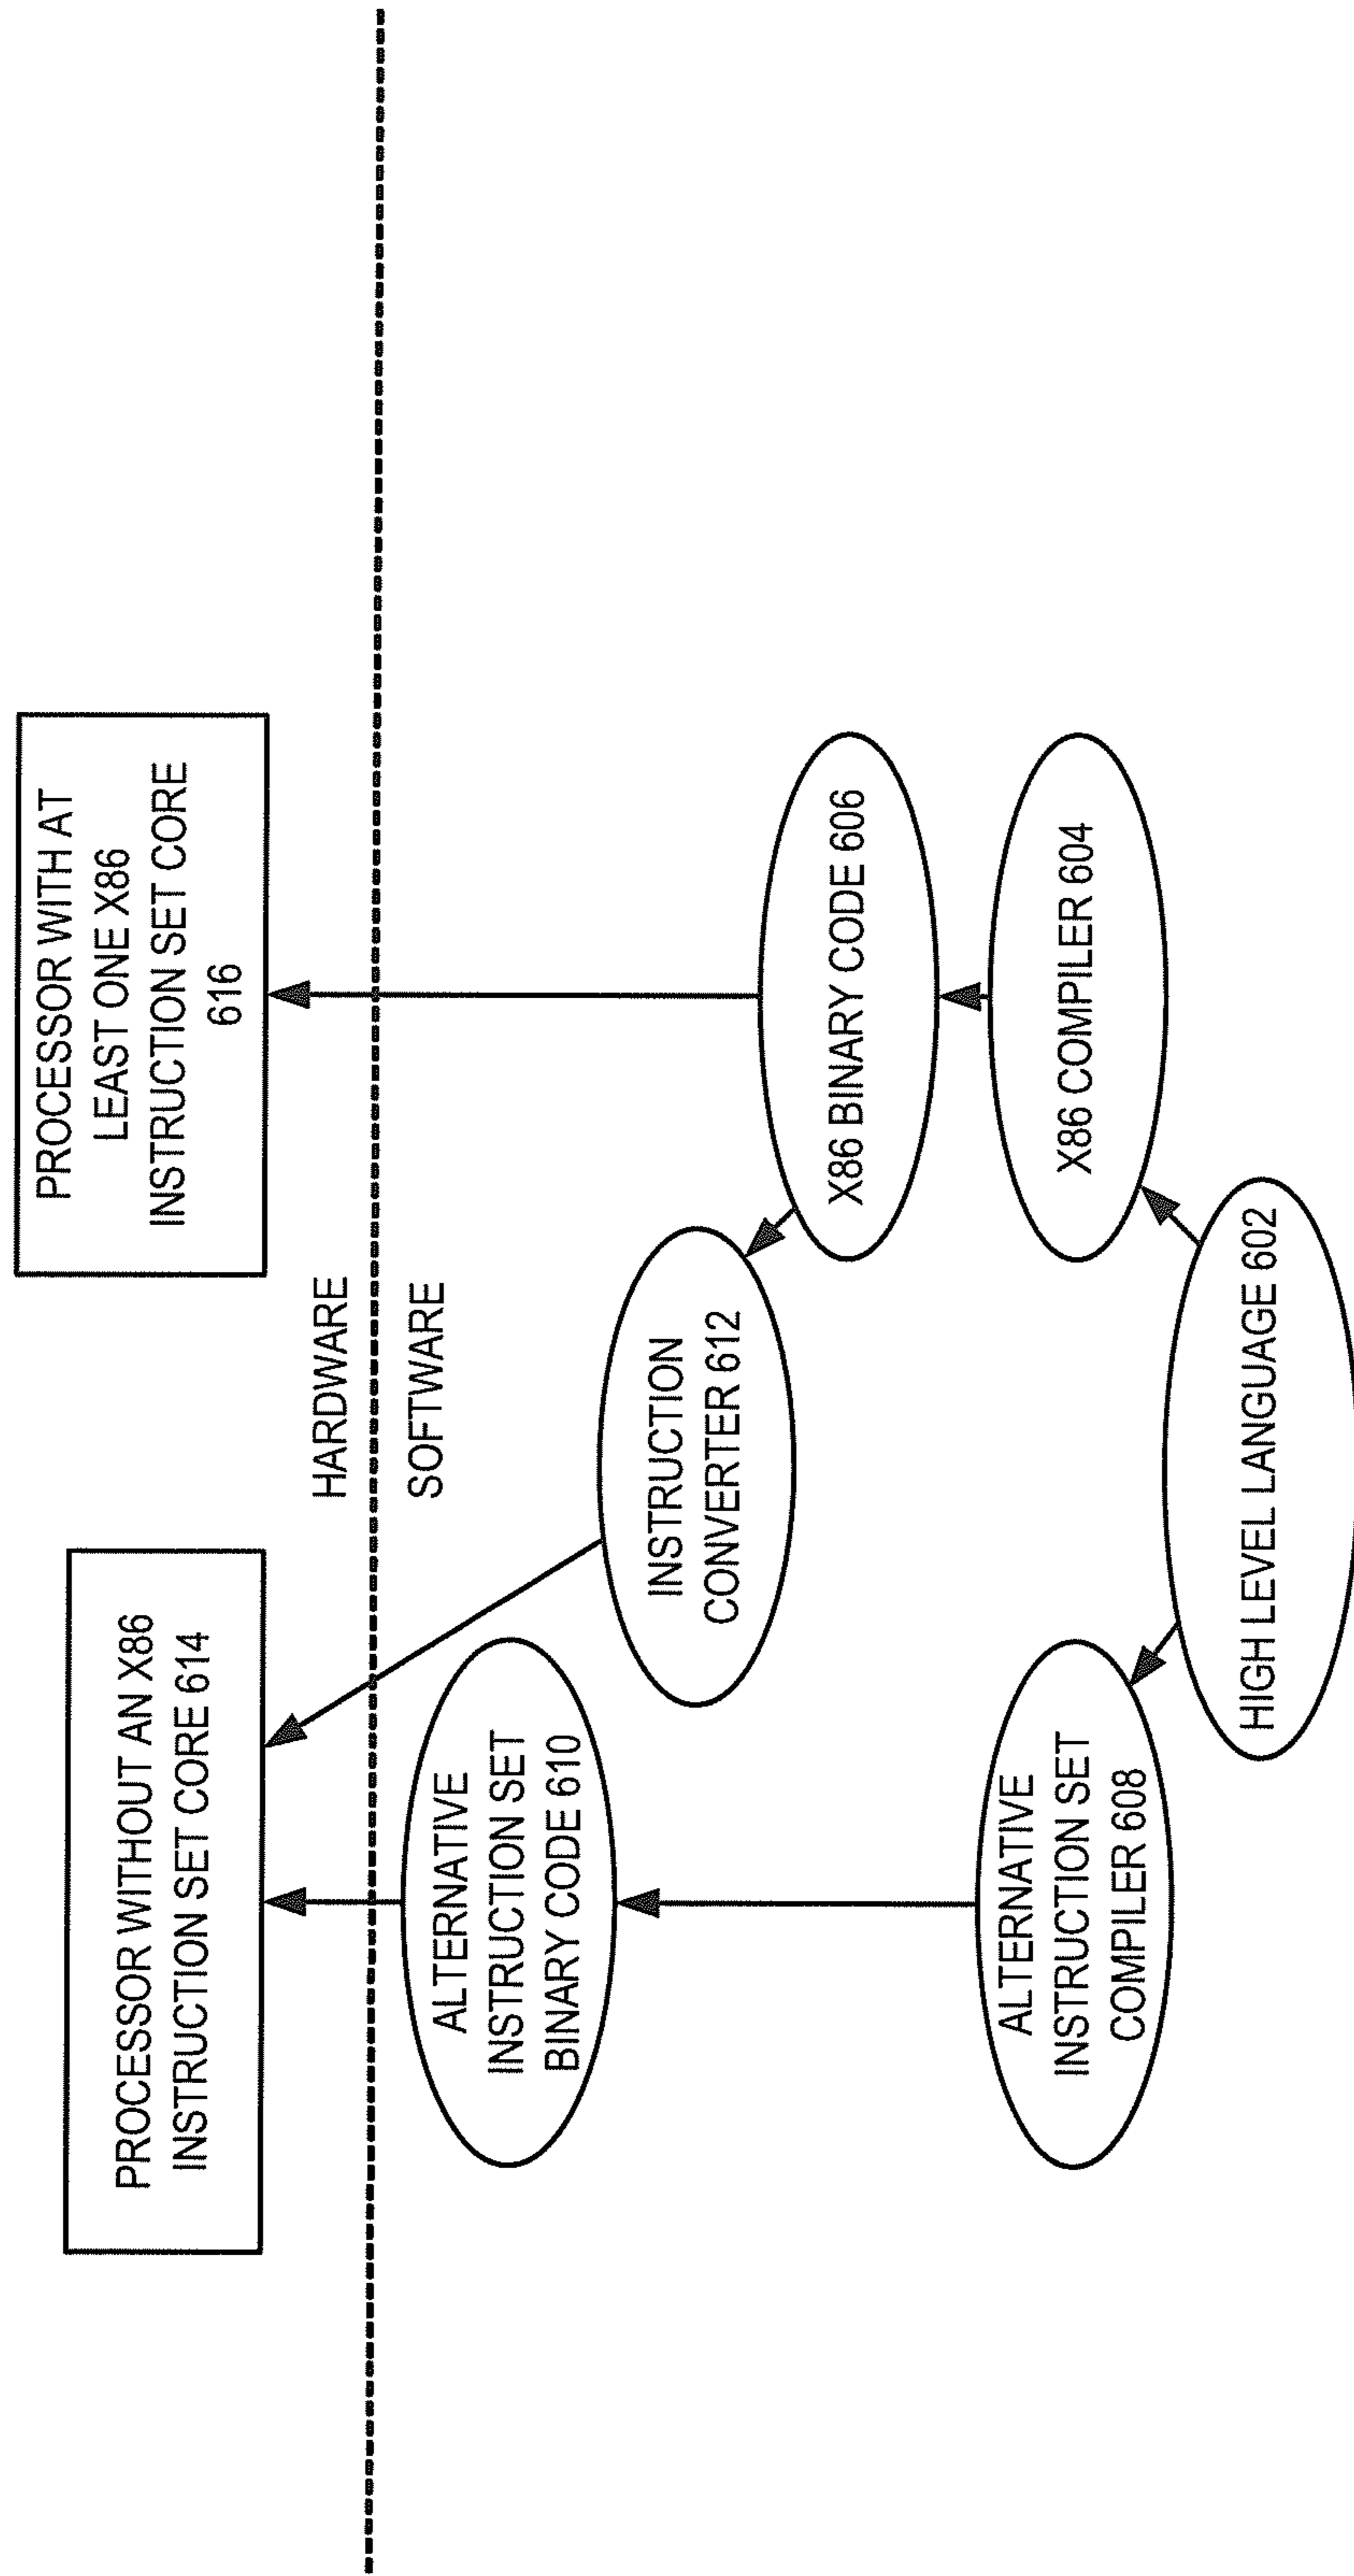 PROCESSOR WITHOUT AN X86
INSTRUCTION SET CORE 614
PROCESSOR WITH AT
LEAST ONE X86
INSTRUCTION SET CORE
616
HARDWARE
SOFTWARE
ALTERNATIVE
INSTRUCTION SET
BINARY CODE 610
INSTRUCTION
CONVERTER 612
X86 BINARY CODE 606
ALTERNATIVE
INSTRUCTION SET
COMPILER 608
X86 COMPILER 604
HIGH LEVEL LANGUAGE 602